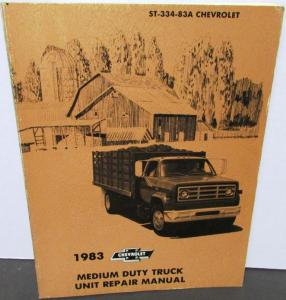 ST-334-83A CHEVROLET
1983 CHEVROLET
MEDIUM DUTY TRUCK
UNIT REPAIR MANUAL